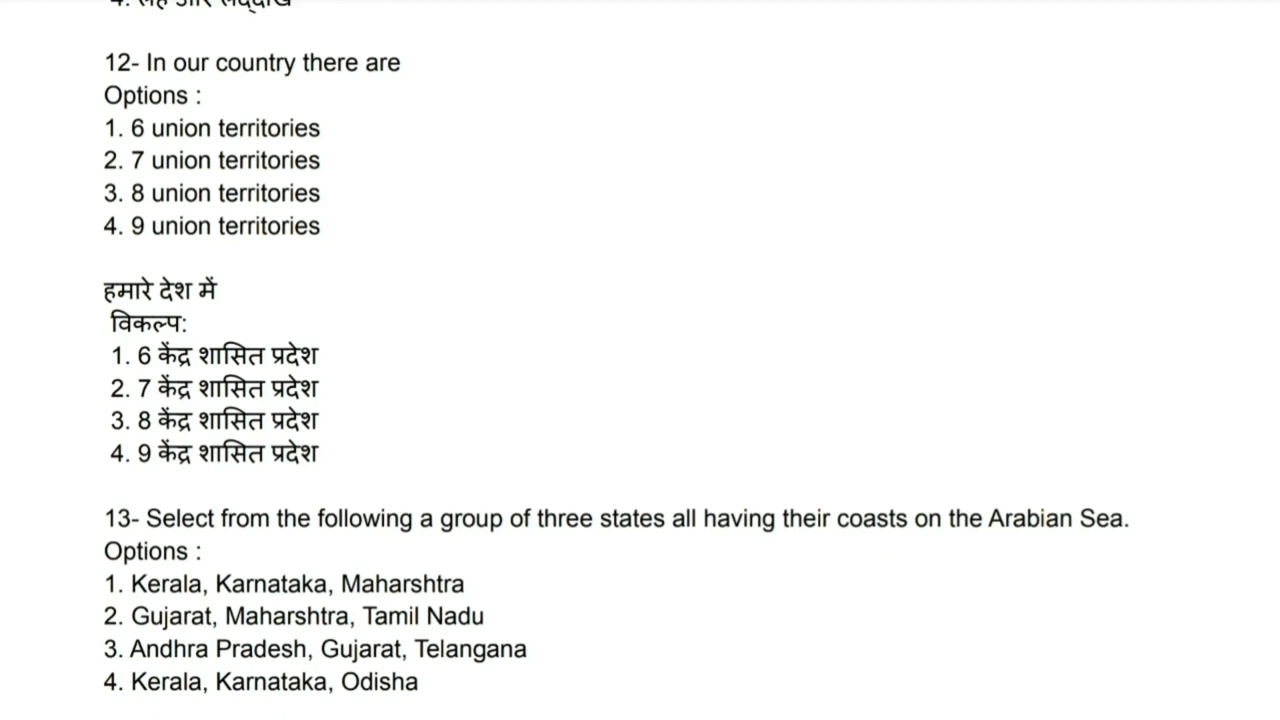 4. लेह और लद्दाख
12- In our country there are
Options :
1. 6 union territories
2. 7 union territories
3. 8 union territories
4. 9 union territories
हमारे देश में
विकल्प:
1. 6 केंद्र शासित प्रदेश
2. 7 केंद्र शासित प्रदेश
3. 8 केंद्र शासित प्रदेश
4. 9 केंद्र शासित प्रदेश
13- Select from the following a group of three states all having their coasts on the Arabian Sea.
Options :
1. Kerala, Karnataka, Maharshtra
2. Gujarat, Maharshtra, Tamil Nadu
3. Andhra Pradesh, Gujarat, Telangana
4. Kerala, Karnataka, Odisha